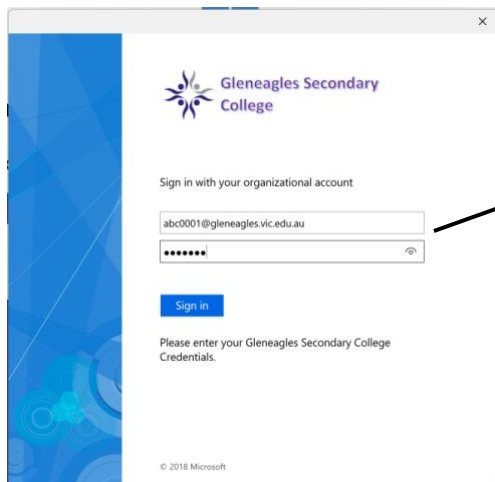 Gleneagles Secondary
College
Sign in with your organizational account
abc0001@gleneagles.vic.edu.au
•••••••
Sign in
Please enter your Gleneagles Secondary College
Credentials.
© 2018 Microsoft